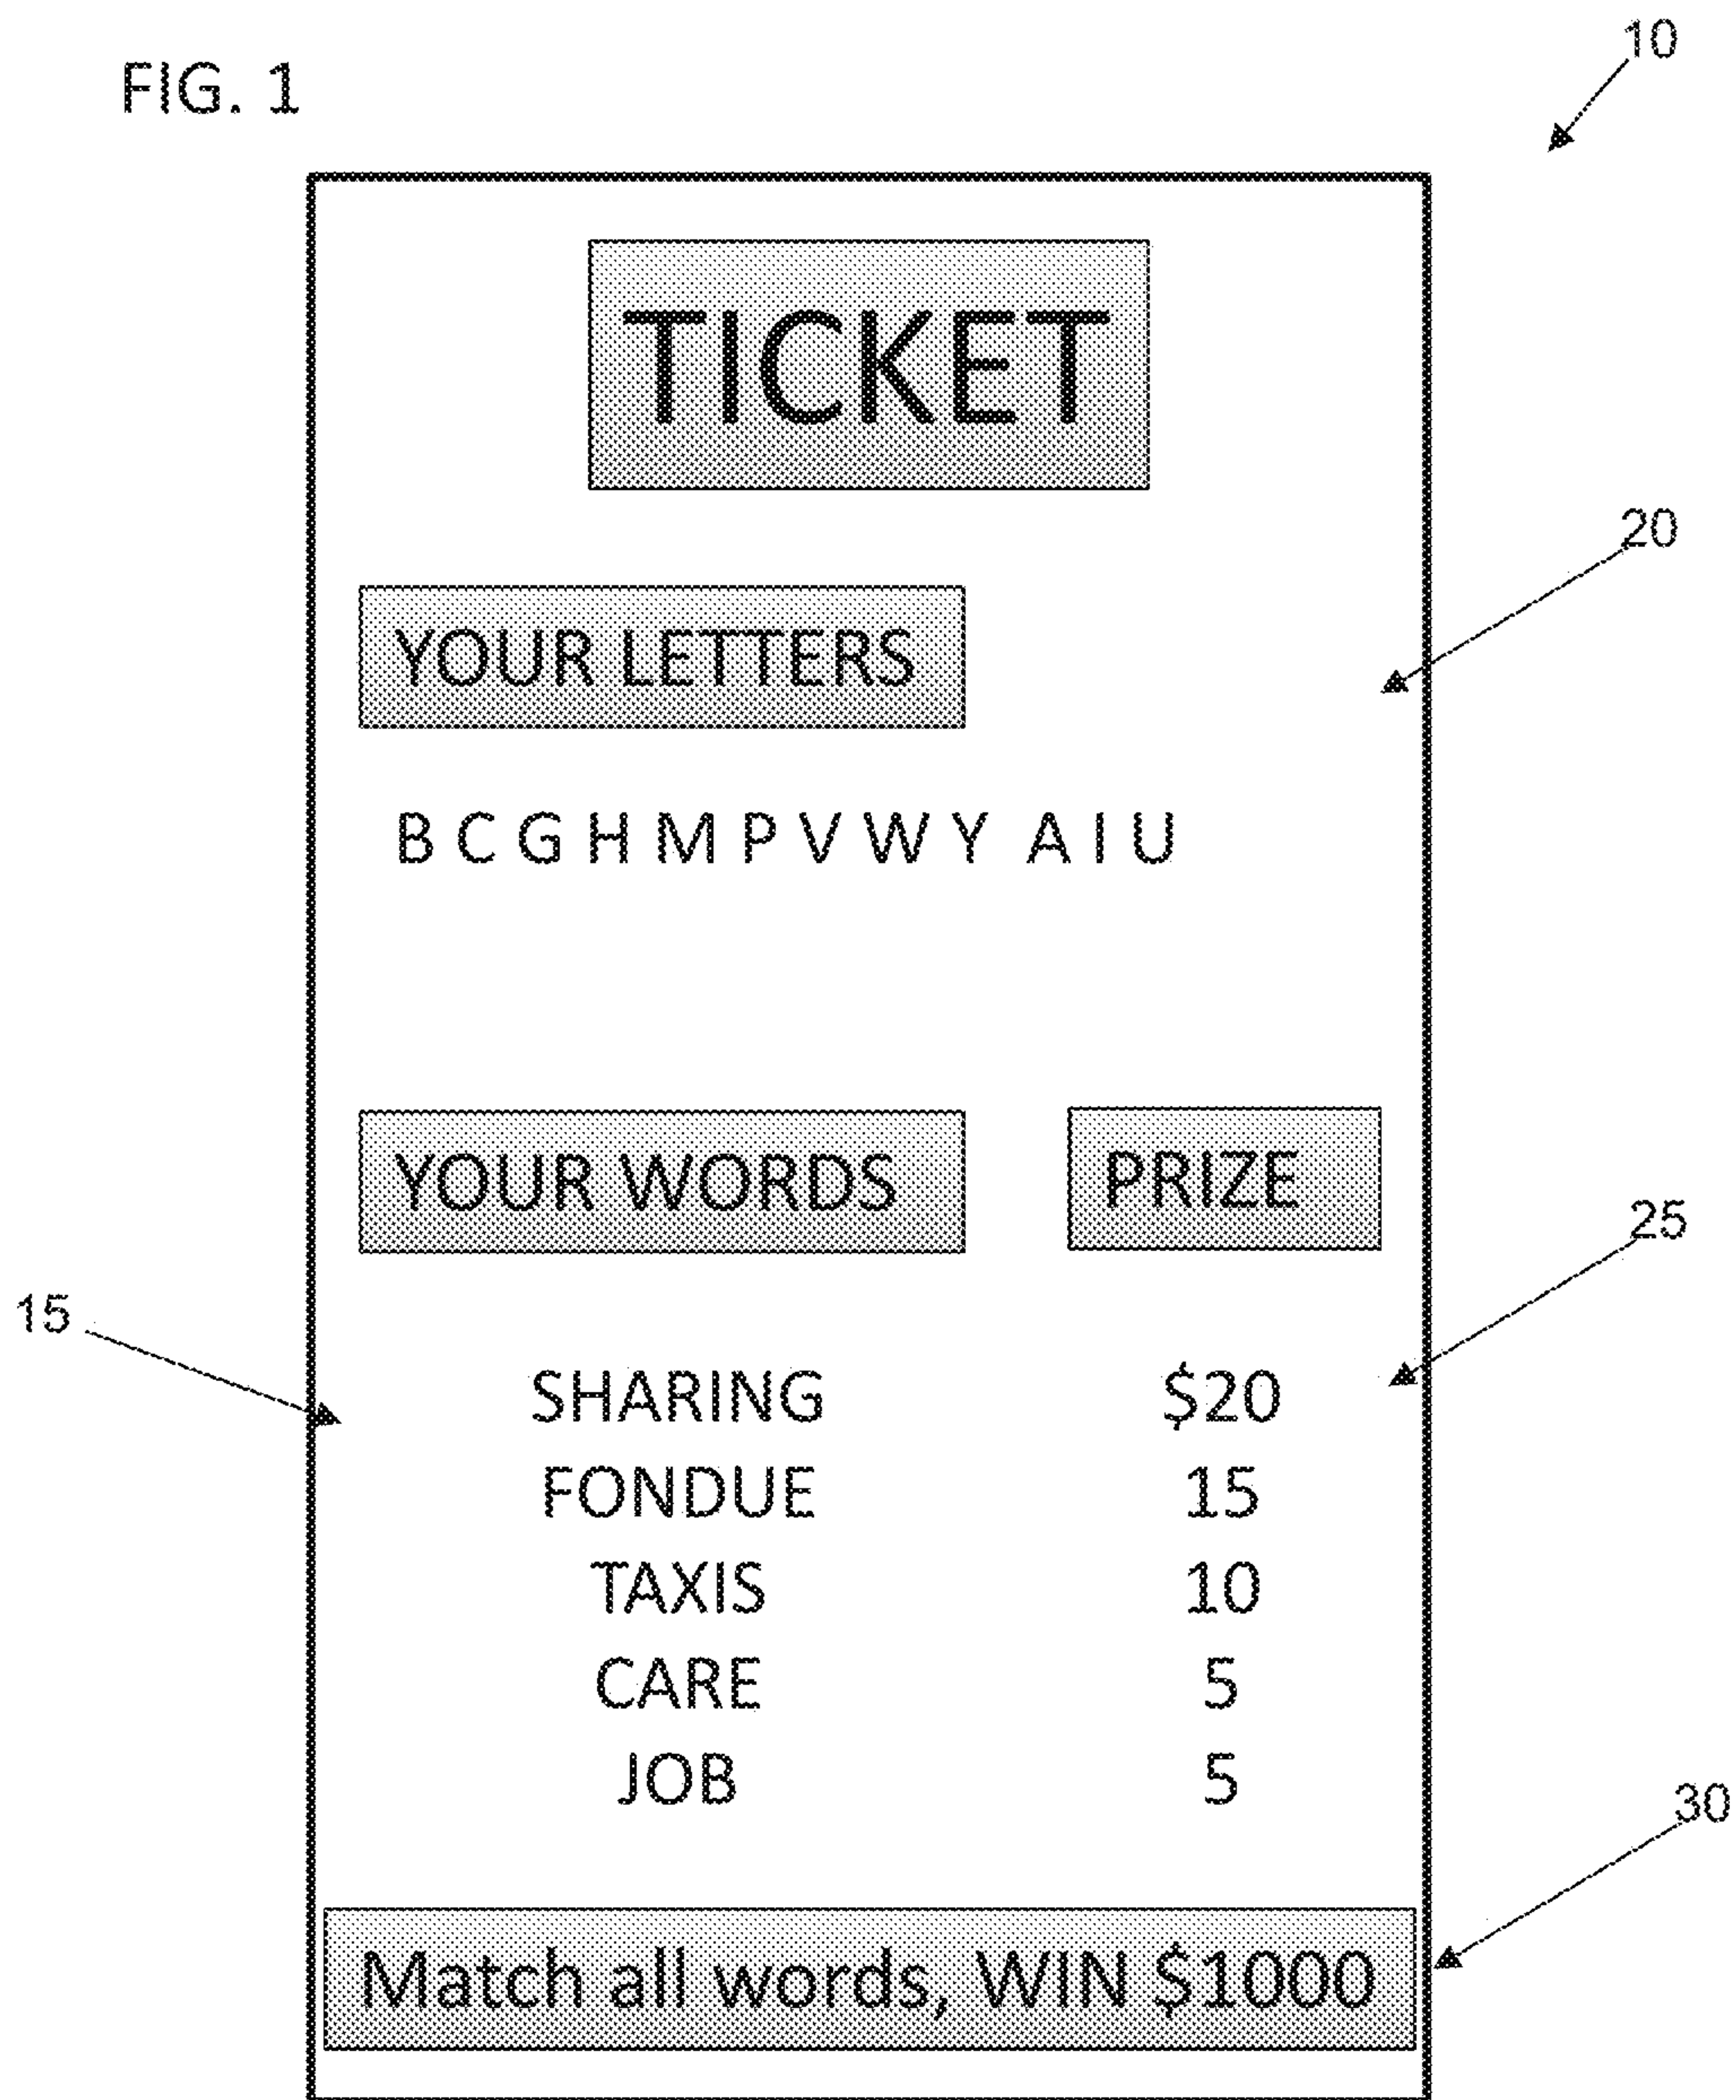 10
FIG. 1
TICKET
20
YOUR LETTERS
B C G H M P V W Y A I U
YOUR WORDS PRIZE
25
15
SHARING $20
FONDUE 15
TAXIS 10
CARE 5
JOB 5
30
Match all words, WIN $1000